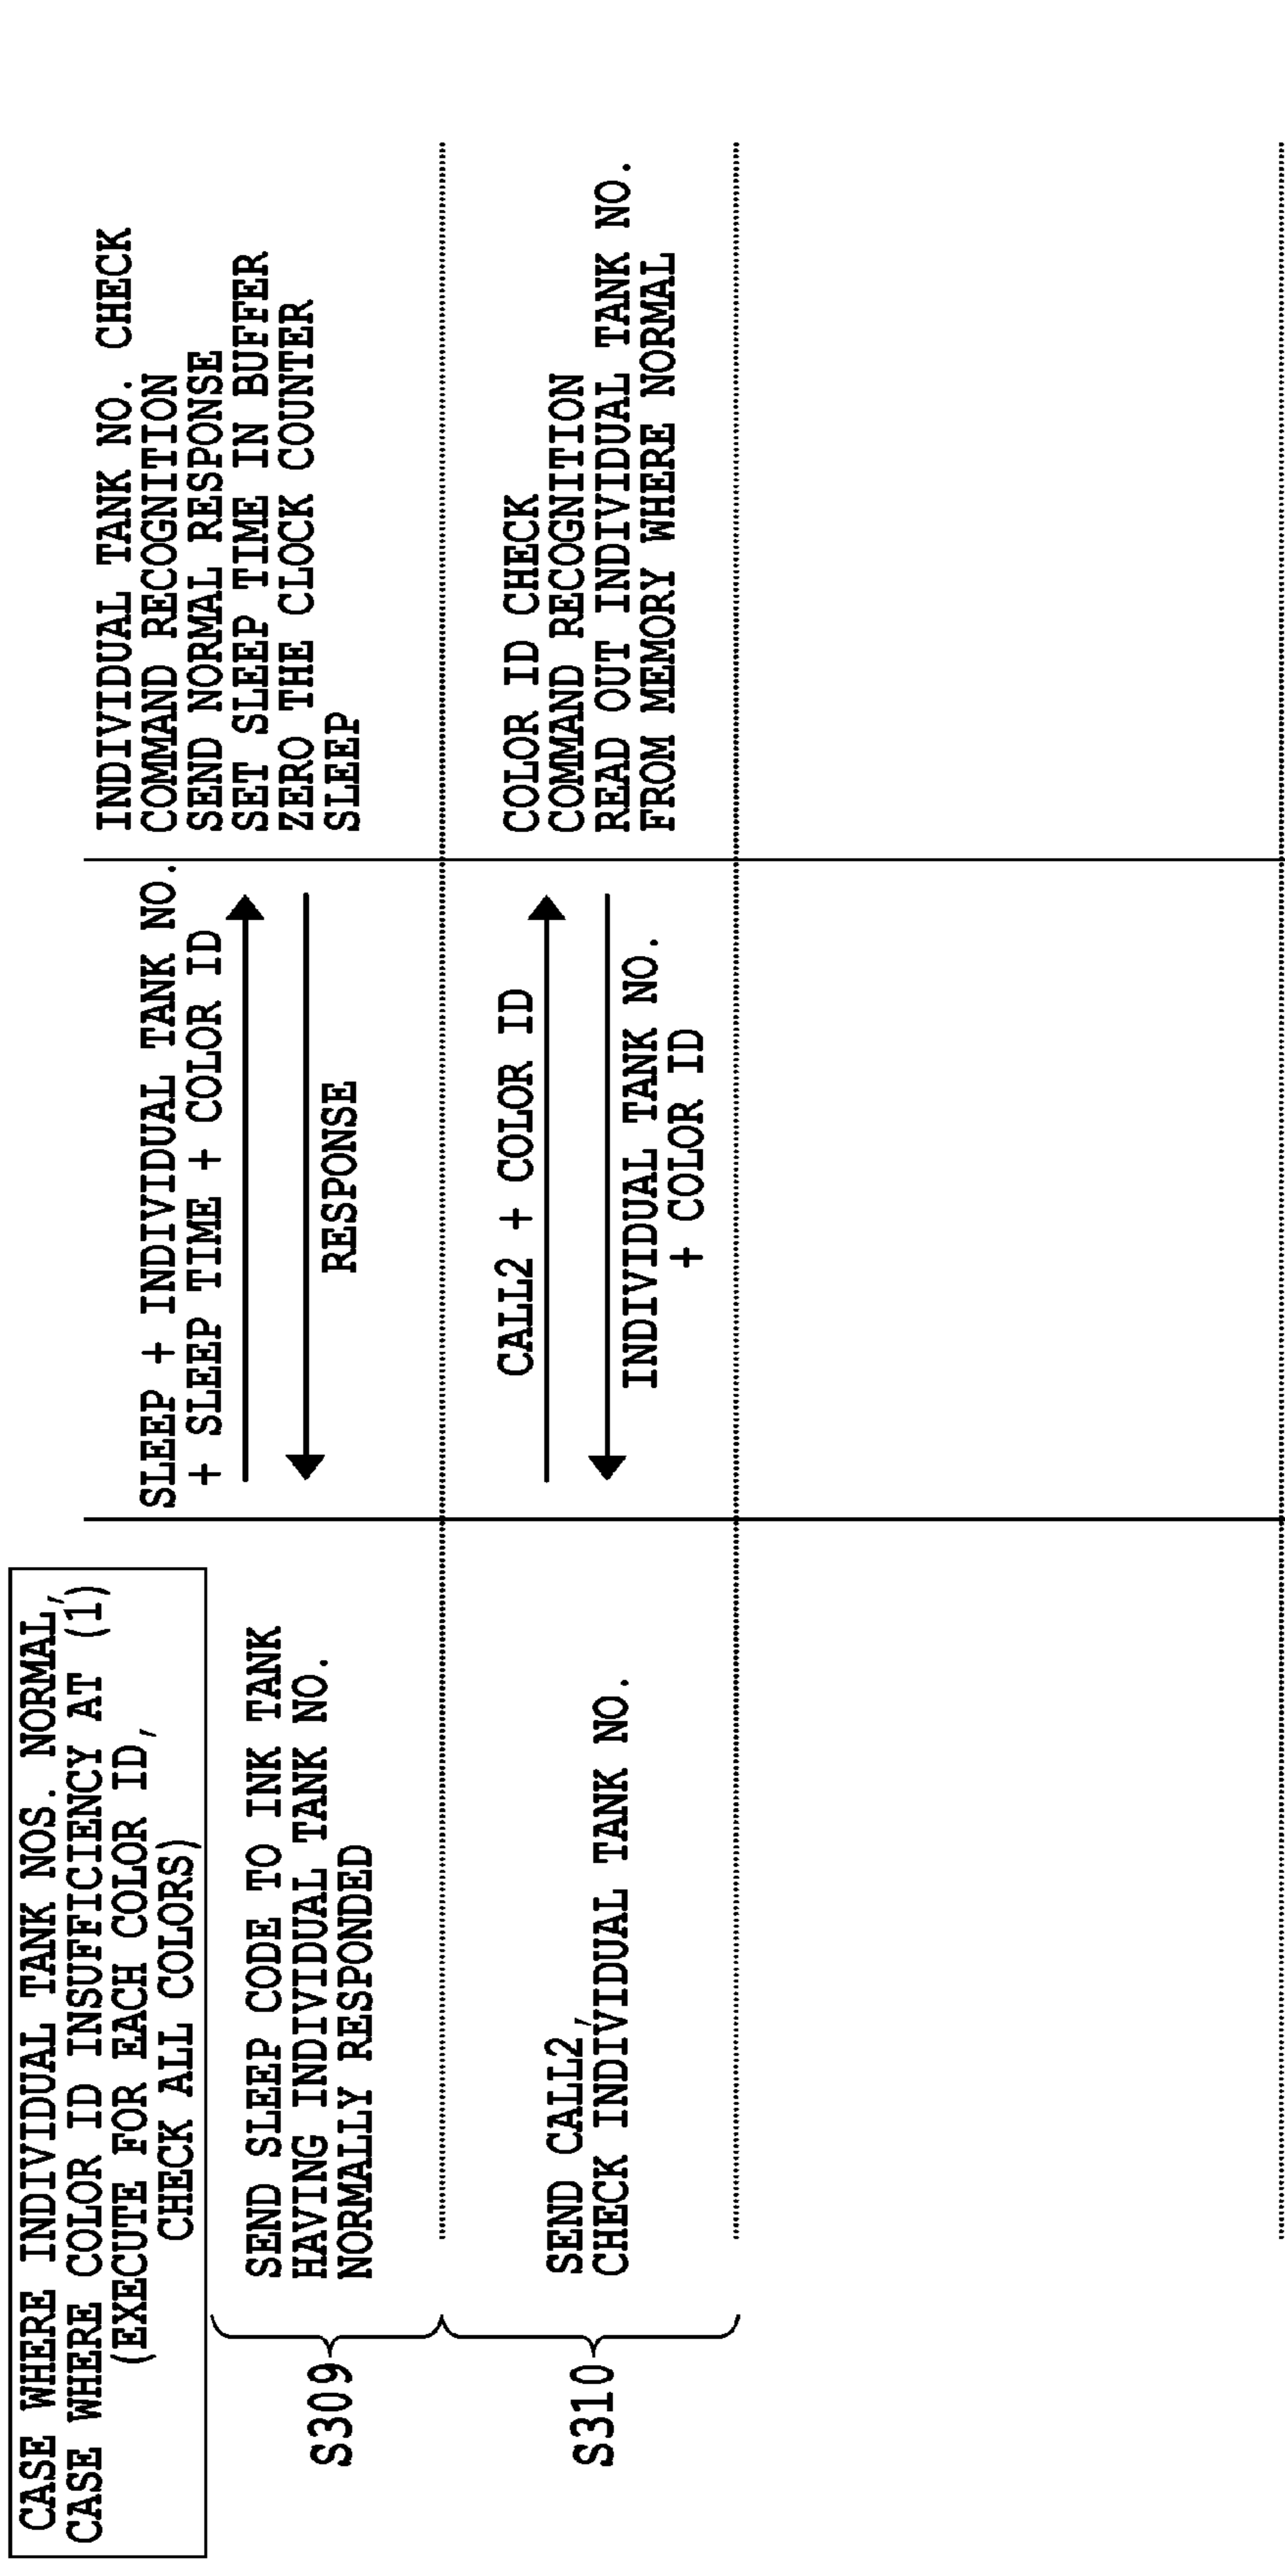 CASE WHERE INDIVIDUAL TANK NOS. NORMAL,
CASE WHERE COLOR ID INSUFFICIENCY AT (1)
(EXECUTE FOR EACH COLOR ID,
CHECK ALL COLORS)
S309
SEND SLEEP CODE TO INK TANK
HAVING INDIVIDUAL TANK NO.
NORMALLY RESPONDED
SLEEP + INDIVIDUAL TANK NO.
+ SLEEP TIME + COLOR ID
RESPONSE
INDIVIDUAL TANK NO. CHECK
COMMAND RECOGNITION
SEND NORMAL RESPONSE
SET SLEEP TIME IN BUFFER
ZERO THE CLOCK COUNTER
SLEEP
S310
SEND CALL2,
CHECK INDIVIDUAL TANK NO.
CALL2 + COLOR ID
INDIVIDUAL TANK NO.
+ COLOR ID
COLOR ID CHECK
COMMAND RECOGNITION
READ OUT INDIVIDUAL TANK NO.
FROM MEMORY WHERE NORMAL